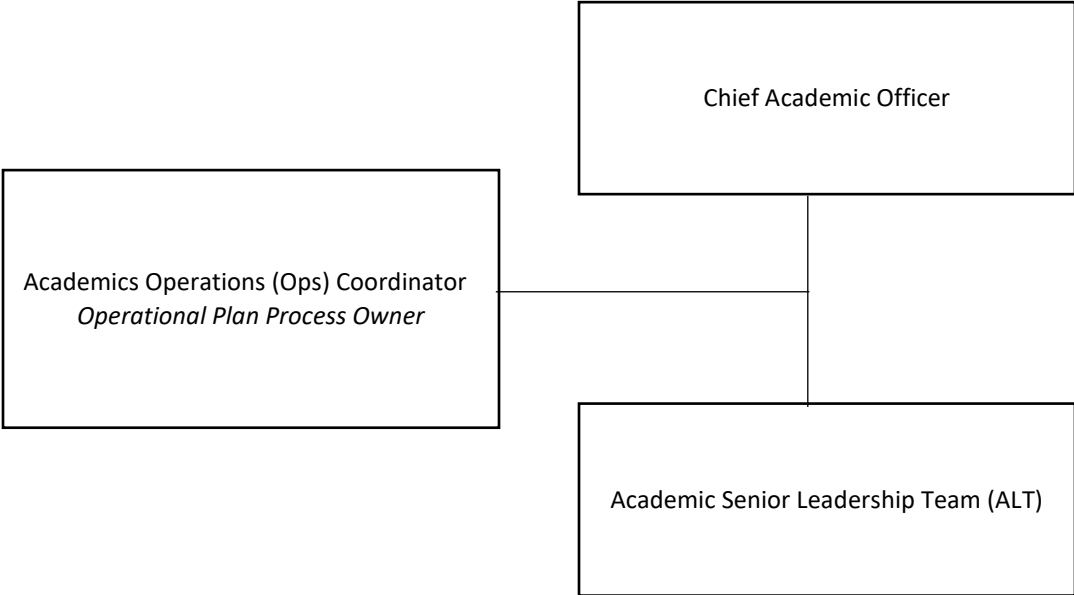 Chief Academic Officer
Academics Operations (Ops) Coordinator
Operational Plan Process Owner
Academic Senior Leadership Team (ALT)